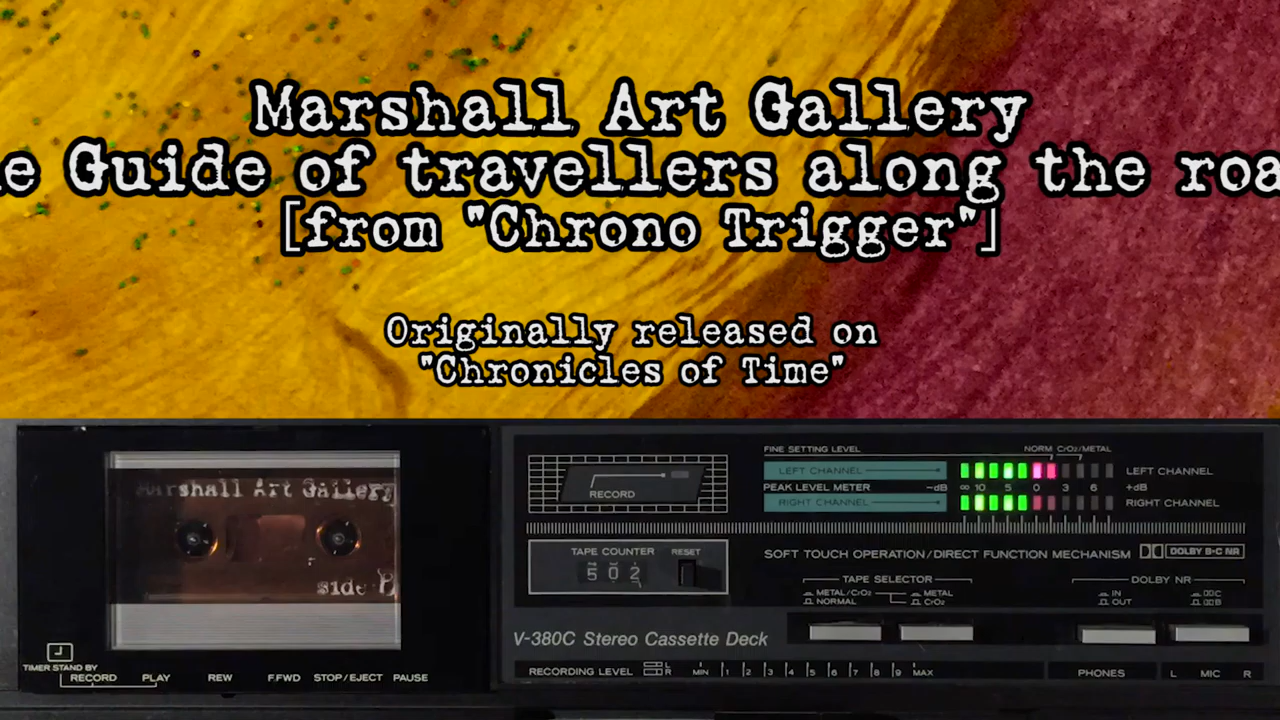 Marshall Art Gallery
e Guide of travellers along the roa
[from "Chrono Trigger"]
Originally released on
"Chronicles of Time"
Marshall Art Gallery
side B
TIMER STAND BY
RECORD PLAY REW F.FWD STOP/EJECT PAUSE
RECORD
FINE SETTING LEVEL NORM CrO2/METAL
LEFT CHANNEL LEFT CHANNEL
PEAK LEVEL METER -dB ∞ 10 5 0 3 6 +dB
RIGHT CHANNEL RIGHT CHANNEL
TAPE COUNTER RESET
5 0 2
SOFT TOUCH OPERATION/DIRECT FUNCTION MECHANISM DOLBY B•C NR
TAPE SELECTOR DOLBY NR
METAL/CrO2 METAL IN C
NORMAL CrO2 OUT B
V-380C Stereo Cassette Deck
RECORDING LEVEL L R MIN 1 2 3 4 5 6 7 8 9 MAX PHONES L MIC R